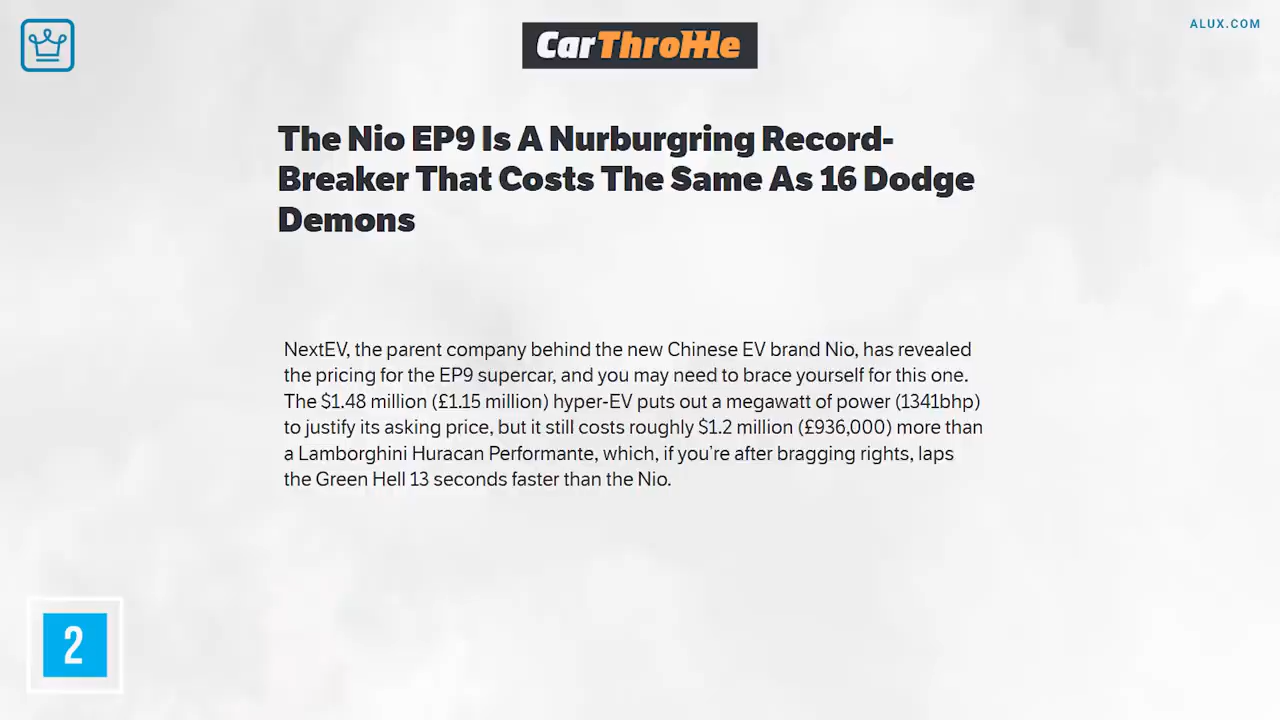 ALUX.COM
CarThrottle
The Nio EP9 Is A Nurburgring Record-
Breaker That Costs The Same As 16 Dodge
Demons
NextEV, the parent company behind the new Chinese EV brand Nio, has revealed
the pricing for the EP9 supercar, and you may need to brace yourself for this one.
The $1.48 million (£1.15 million) hyper-EV puts out a megawatt of power (1341bhp)
to justify its asking price, but it still costs roughly $1.2 million (£936,000) more than
a Lamborghini Huracan Performante, which, if you're after bragging rights, laps
the Green Hell 13 seconds faster than the Nio.
2